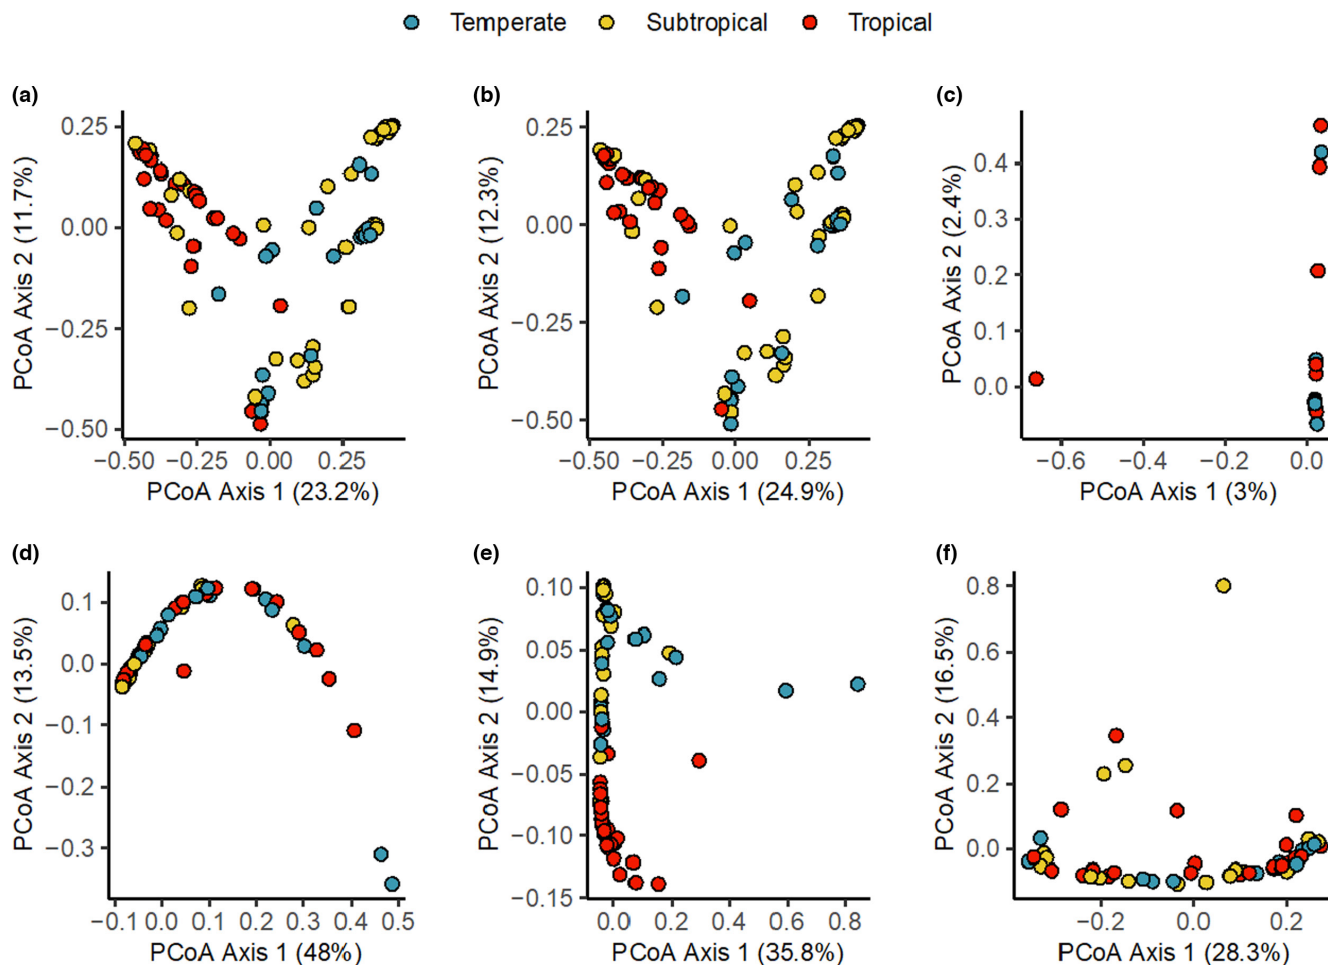 Temperate Subtropical Tropical
(a) (b) (c)
PCoA Axis 2 (11.7%)
0.25
0.00
−0.25
−0.50
−0.50 −0.25 0.00 0.25
PCoA Axis 1 (23.2%)
PCoA Axis 2 (12.3%)
0.25
0.00
−0.25
−0.50
−0.50 −0.25 0.00 0.25
PCoA Axis 1 (24.9%)
PCoA Axis 2 (2.4%)
0.4
0.3
0.2
0.1
0.0
−0.6 −0.4 −0.2 0.0
PCoA Axis 1 (3%)
(d) (e) (f)
PCoA Axis 2 (13.5%)
0.1
0.0
−0.1
−0.2
−0.3
−0.1 0.0 0.1 0.2 0.3 0.4 0.5
PCoA Axis 1 (48%)
PCoA Axis 2 (14.9%)
0.10
0.05
0.00
−0.05
−0.10
−0.15
0.0 0.2 0.4 0.6 0.8
PCoA Axis 1 (35.8%)
PCoA Axis 2 (16.5%)
0.8
0.6
0.4
0.2
0.0
−0.2 0.0 0.2
PCoA Axis 1 (28.3%)